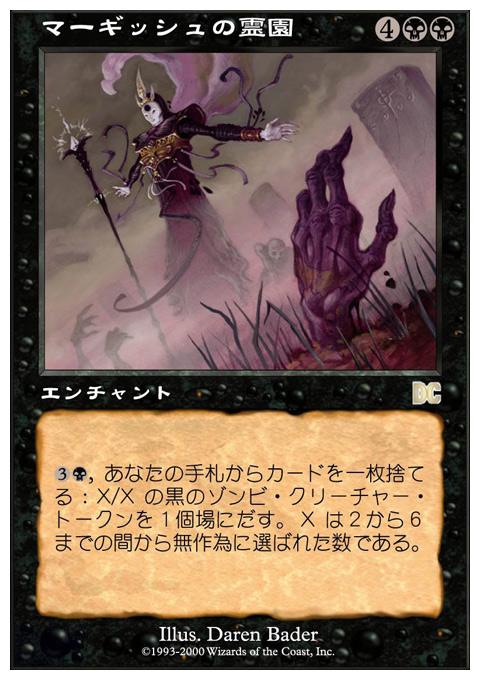 マーギッシュの霊園 4
エンチャント DC
3, あなたの手札からカードを一枚捨て
る：X/X の黒のゾンビ・クリーチャー・
トークンを１個場にだす。X は２から６
までの間から無作為に選ばれた数である。
Illus. Daren Bader
©1993-2000 Wizards of the Coast, Inc.